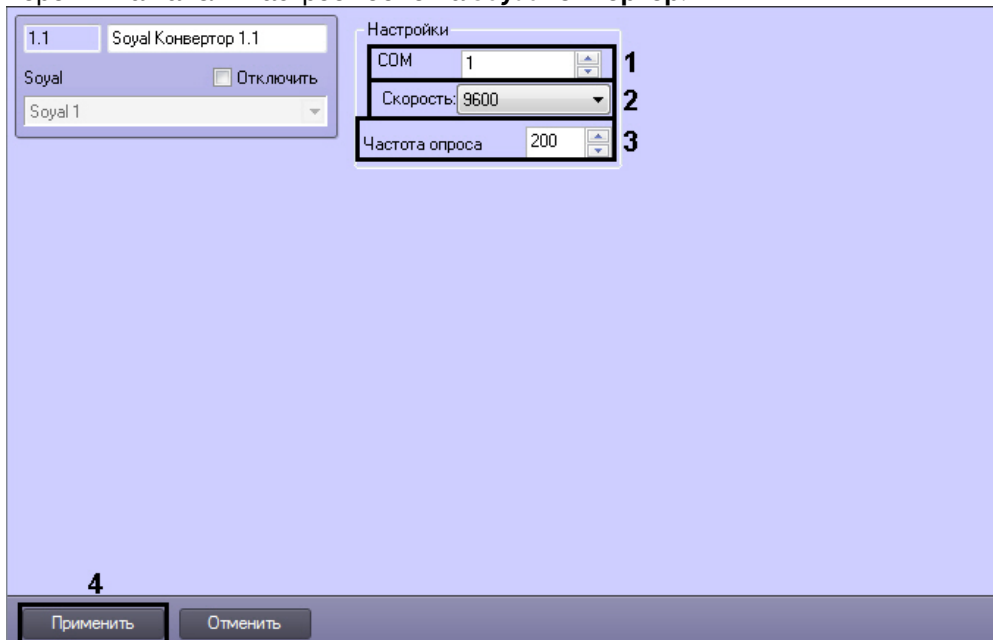 1.1 Soyal Конвертор 1.1
Soyal Отключить
Soyal 1
Настройки
COM 1 1
Скорость: 9600 2
Частота опроса 200 3
4
Применить Отменить